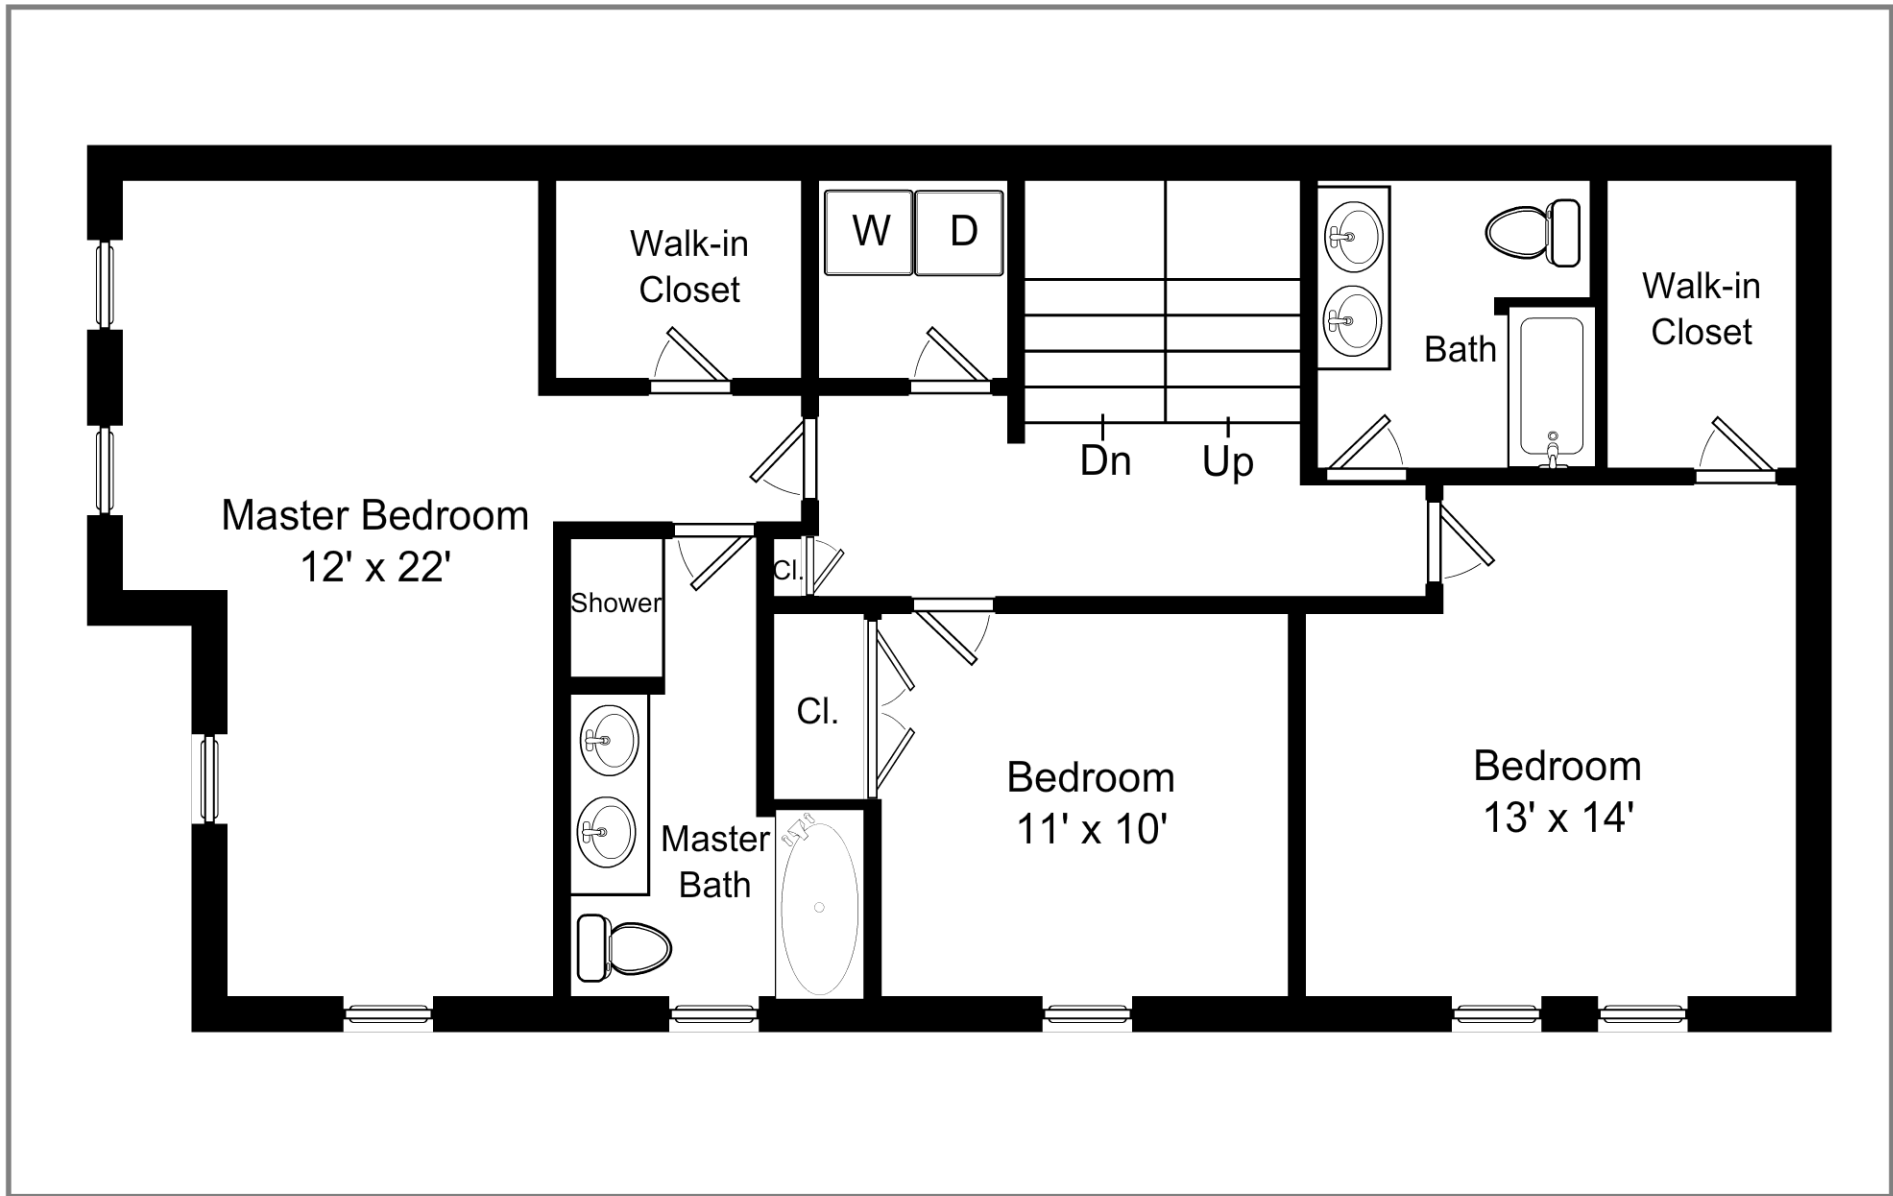 Walk-in
Closet
W
D
Walk-in
Closet
Bath
Dn
Up
Master Bedroom
12' x 22'
Cl.
Shower
Cl.
Bedroom
11' x 10'
Bedroom
13' x 14'
Master
Bath